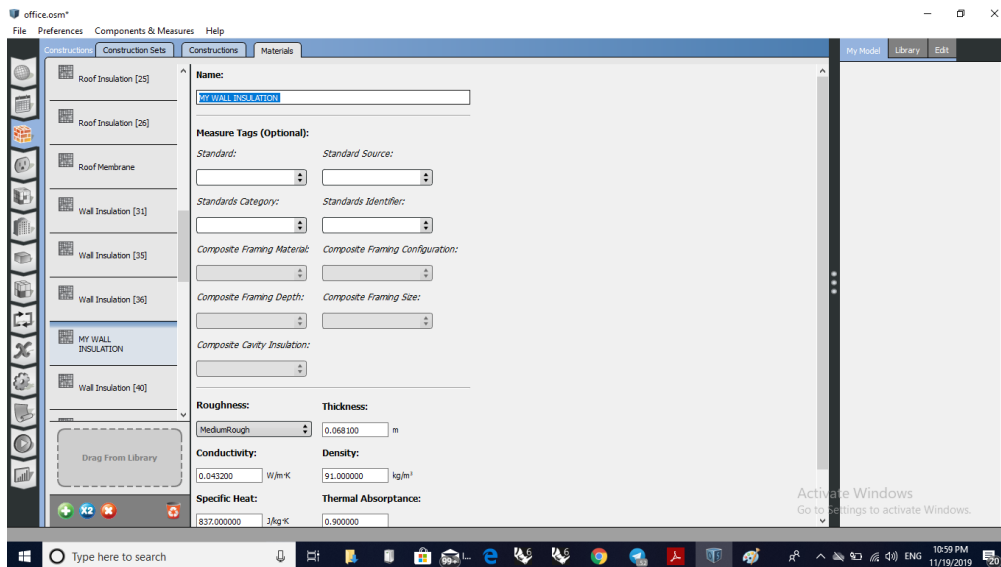 office.osm*
File Preferences Components & Measures Help
Constructions Construction Sets Constructions Materials
My Model Library Edit
Roof Insulation [25]
Roof Insulation [26]
Roof Membrane
Wall Insulation [31]
Wall Insulation [35]
Wall Insulation [36]
MY WALL
INSULATION
Wall Insulation [40]
Drag From Library
X2
Name:
MY WALL INSULATION
Measure Tags (Optional):
Standard: Standard Source:
Standards Category: Standards Identifier:
Composite Framing Material: Composite Framing Configuration:
Composite Framing Depth: Composite Framing Size:
Composite Cavity Insulation:
Roughness: Thickness:
MediumRough 0.068100 m
Conductivity: Density:
0.043200 W/m·K 91.000000 kg/m³
Specific Heat: Thermal Absorptance:
837.000000 J/kg·K 0.900000
Activate Windows
Go to Settings to activate Windows.
Type here to search
99+
L...
6
6
ENG
10:59 PM
11/19/2019
20